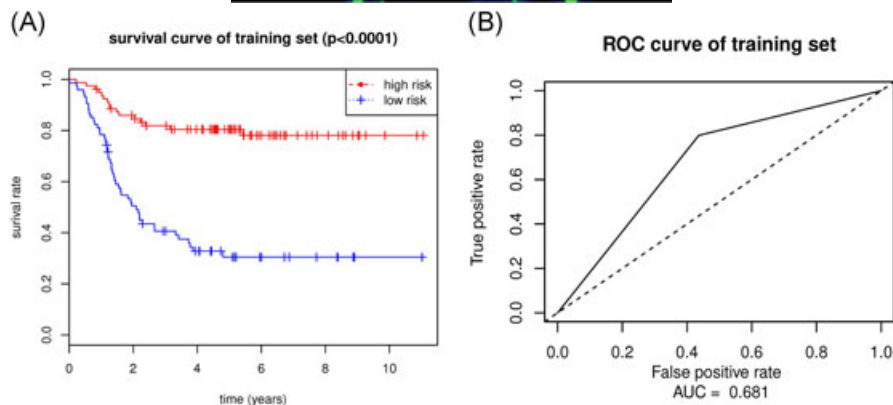 (A)
survival curve of training set (p<0.0001)
high risk
low risk
surival rate
0.0 0.2 0.4 0.6 0.8 1.0
0 2 4 6 8 10
time (years)
(B)
ROC curve of training set
True positive rate
0.0 0.2 0.4 0.6 0.8 1.0
0.0 0.2 0.4 0.6 0.8 1.0
False positive rate
AUC = 0.681